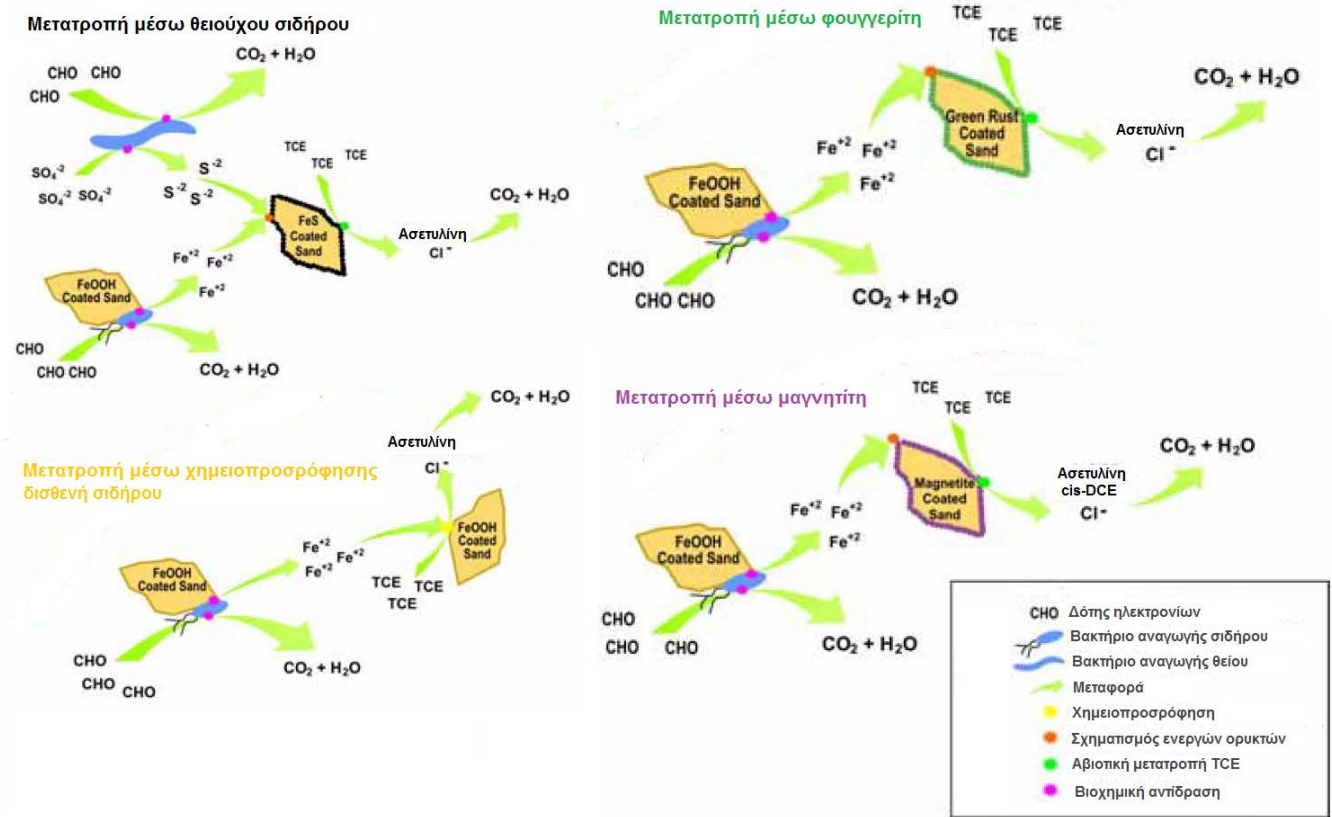 Μετατροπή μέσω θειούχου σιδήρου
CO₂ + H₂O
CHO CHO
CHO
SO₄⁻²
SO₄⁻² SO₄⁻²
S⁻²
S⁻² S⁻²
TCE
TCE
TCE
FeS
Coated
Sand
Ασετυλίνη
Cl⁻
CO₂ + H₂O
Fe⁺² Fe⁺²
Fe⁺²
FeOOH
Coated Sand
CHO
CHO CHO
CO₂ + H₂O
Μετατροπή μέσω φουγγερίτη
TCE
TCE
TCE
Green Rust
Coated
Sand
Ασετυλίνη
Cl⁻
CO₂ + H₂O
Fe⁺² Fe⁺²
Fe⁺²
FeOOH
Coated Sand
CHO
CHO CHO
CO₂ + H₂O
Μετατροπή μέσω χημειοπροσρόφησης
δισθενή σιδήρου
CO₂ + H₂O
Ασετυλίνη
Cl⁻
FeOOH
Coated
Sand
Fe⁺²
Fe⁺² Fe⁺²
TCE TCE
TCE
FeOOH
Coated Sand
CHO
CHO CHO
CO₂ + H₂O
Μετατροπή μέσω μαγνητίτη
TCE
TCE
TCE
Magnetite
Coated
Sand
Ασετυλίνη
cis-DCE
Cl⁻
CO₂ + H₂O
Fe⁺² Fe⁺²
Fe⁺²
FeOOH
Coated Sand
CHO
CHO CHO
CO₂ + H₂O
CHO Δότης ηλεκτρονίων
Βακτήριο αναγωγής σιδήρου
Βακτήριο αναγωγής θείου
Μεταφορά
Χημειοπροσρόφηση
Σχηματισμός ενεργών ορυκτών
Αβιοτική μετατροπή TCE
Βιοχημική αντίδραση